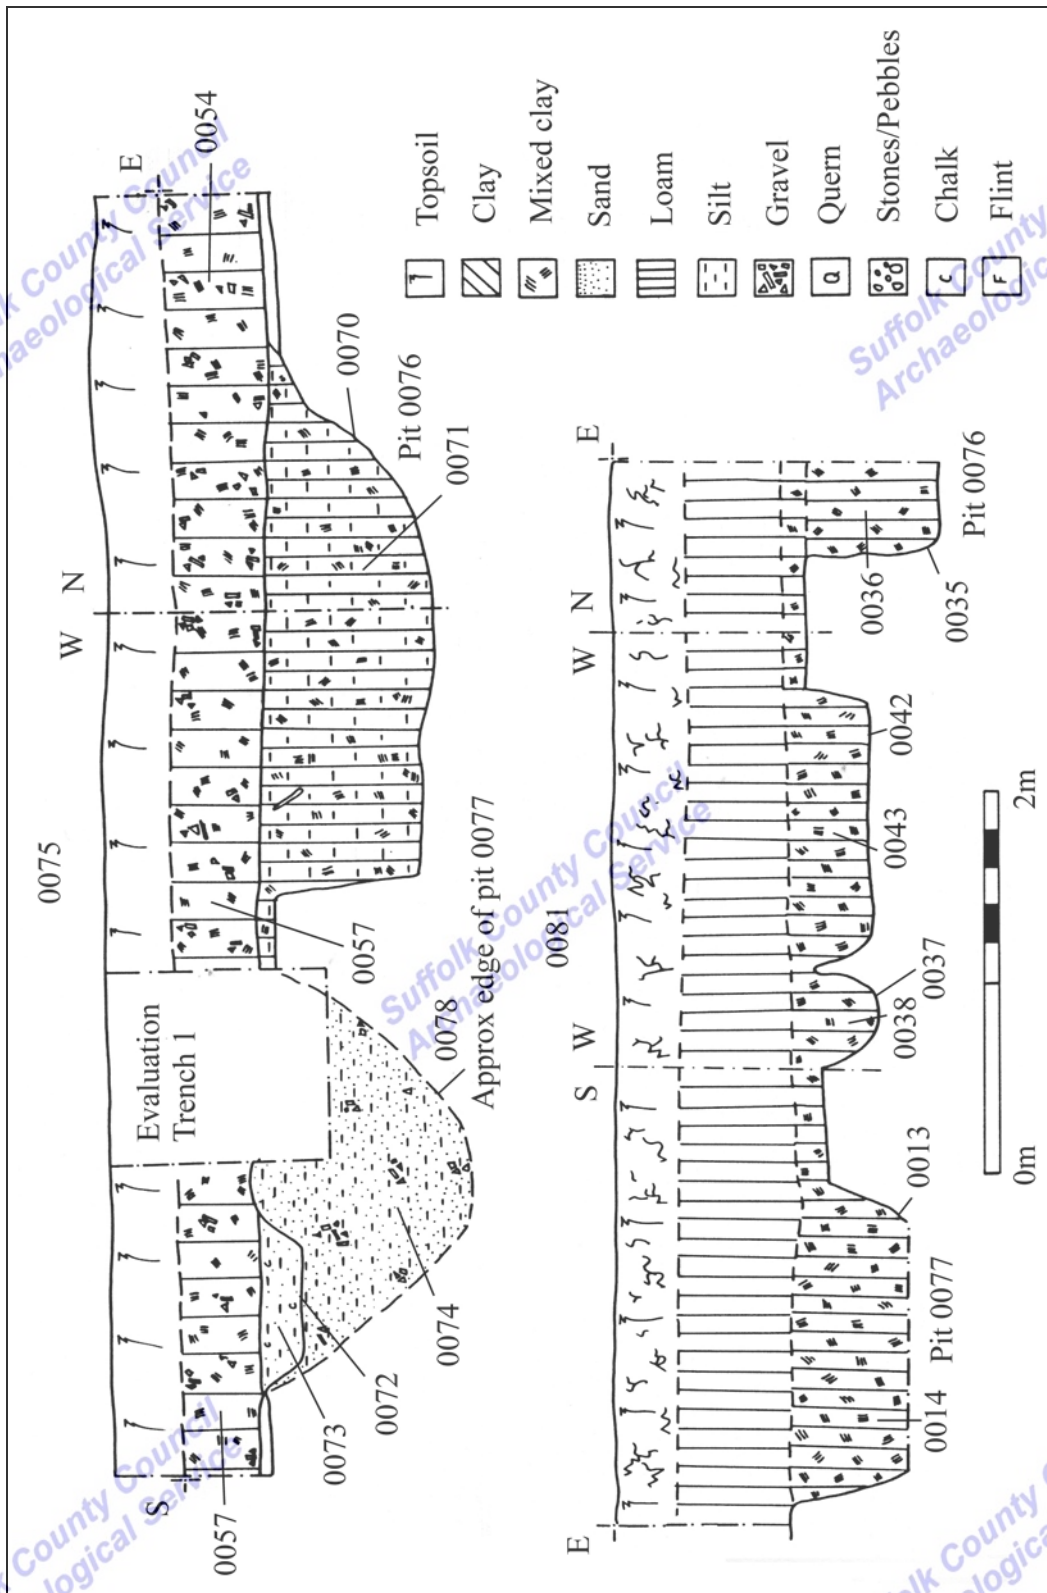 0075
S
W N
E
Evaluation
Trench 1
0057
0073
0072
0074
0078
Approx edge of pit 0077
0057
0071
Pit 0076
0070
0054
0081
E
S W
W N
E
0014
Pit 0077
0013
0038
0037
0043
0042
0036
0035
Pit 0076
0m
2m
Topsoil
Clay
Mixed clay
Sand
Loam
Silt
Gravel
Q
Quern
Stones/Pebbles
C
Chalk
F
Flint
Suffolk County Council
Archaeological Service